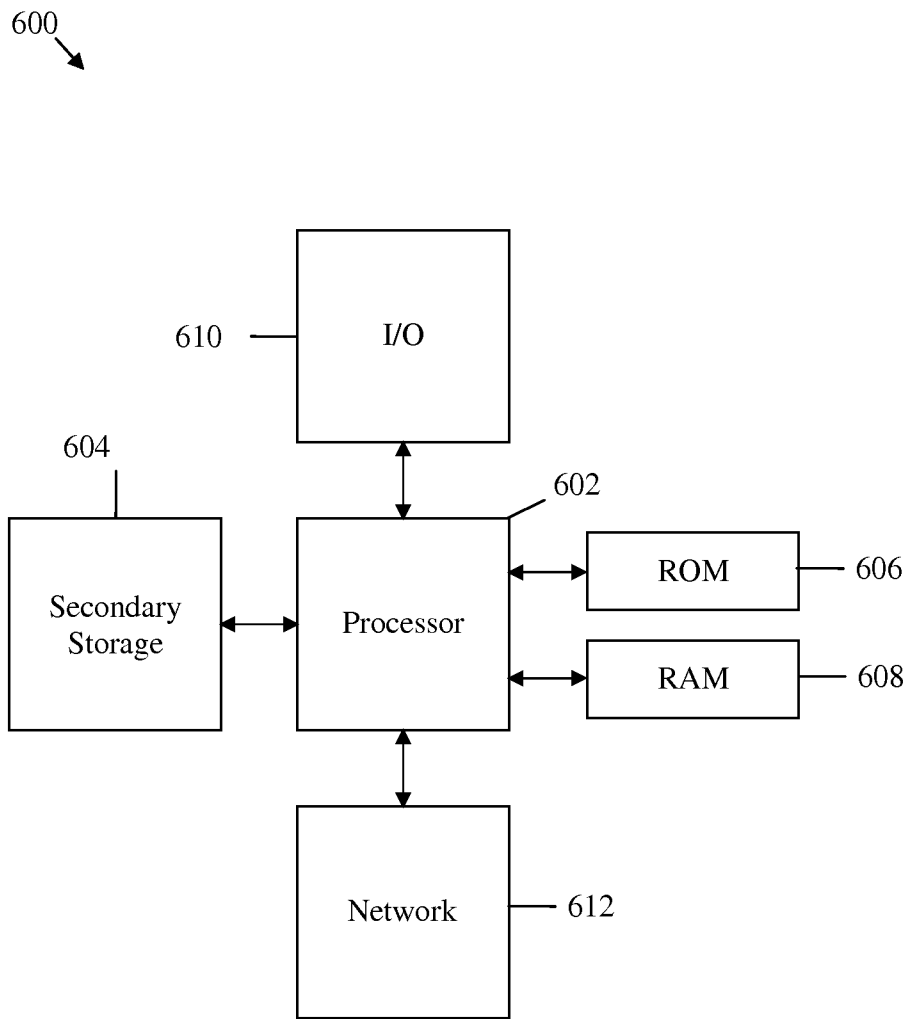 600
610
I/O
604
602
Secondary
Storage
Processor
ROM
606
RAM
608
Network
612